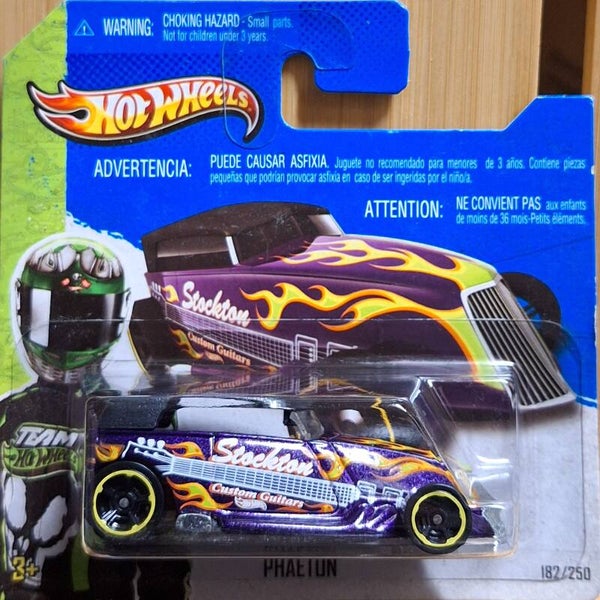 WARNING: CHOKING HAZARD - Small parts.
Not for children under 3 years.
HOT WHEELS
ADVERTENCIA: PUEDE CAUSAR ASFIXIA. Juguete no recomendado para menores de 3 años. Contiene piezas
pequeñas que podrían provocar asfixia en caso de ser ingeridas por el niño/a.
ATTENTION: NE CONVIENT PAS aux enfants
de moins de 36 mois-Petits éléments.
Stockton
Custom Guitars
TEAM
HOT WHEELS
Stockton
Custom Guitars
3+
PHAETON
182/250